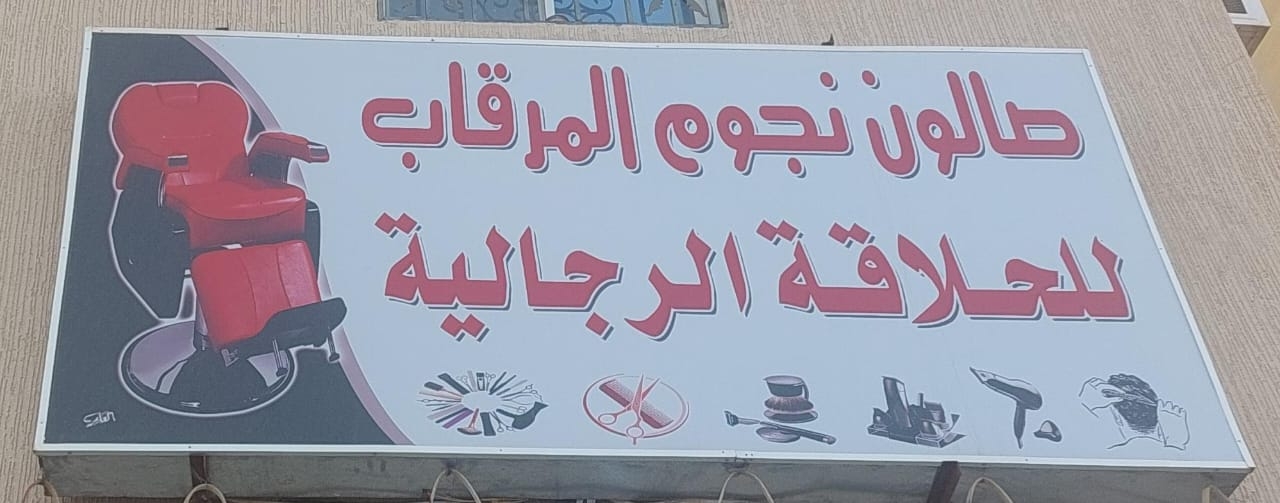 صالون نجوم المرقاب
للحلاقة الرجالية